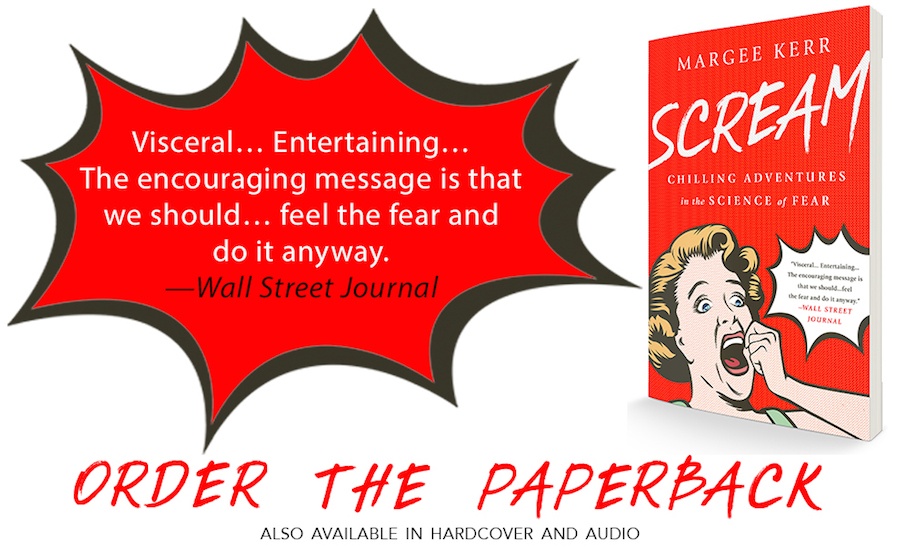 Visceral… Entertaining…
The encouraging message is that
we should… feel the fear and
do it anyway.
—Wall Street Journal
MARGEE KERR
SCREAM
CHILLING ADVENTURES
in the SCIENCE of FEAR
"Visceral… Entertaining…
The encouraging message is
that we should…feel
the fear and do it anyway."
—WALL STREET
JOURNAL
ORDER THE PAPERBACK
ALSO AVAILABLE IN HARDCOVER AND AUDIO